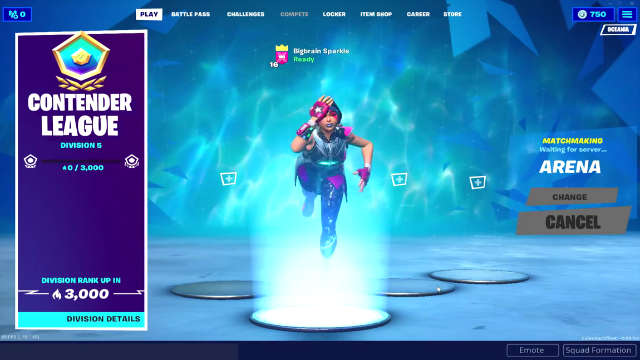 0
PLAY
BATTLE PASS
CHALLENGES
COMPETE
LOCKER
ITEM SHOP
CAREER
STORE
750
OCEANIA
Bigbrain Sparkle
Ready
16
CONTENDER
LEAGUE
DIVISION 5
0 / 3,000
DIVISION RANK UP IN
3,000
DIVISION DETAILS
MATCHMAKING
Waiting for server...
ARENA
CHANGE
CANCEL
Emote
Squad Formation